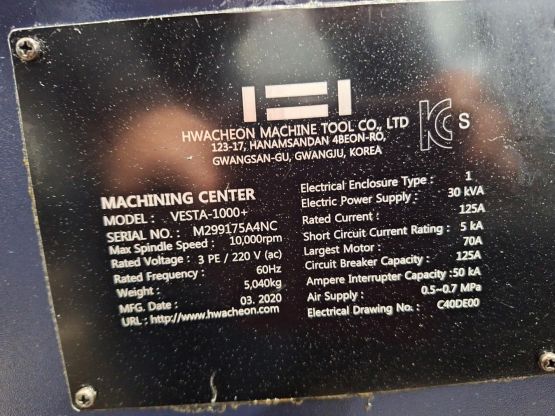 HWACHEON MACHINE TOOL CO., LTD
123-17, HANAMSANDAN 4BEON-RO,
GWANGSAN-GU, GWANGJU, KOREA
KC S
MACHINING CENTER
MODEL : VESTA-1000+
SERIAL NO. : M299175A4NC
Max Spindle Speed : 10,000rpm
Rated Voltage : 3 PE / 220 V (ac)
Rated Frequency : 60Hz
Weight : 5,040kg
MFG. Date : 03. 2020
URL : http://www.hwacheon.com
Electrical Enclosure Type : 1
Electric Power Supply : 30 kVA
Rated Current : 125A
Short Circuit Current Rating : 5 kA
Largest Motor : 70A
Circuit Breaker Capacity : 125A
Ampere Interrupter Capacity : 50 kA
Air Supply : 0.5~0.7 MPa
Electrical Drawing No. : C40DE00